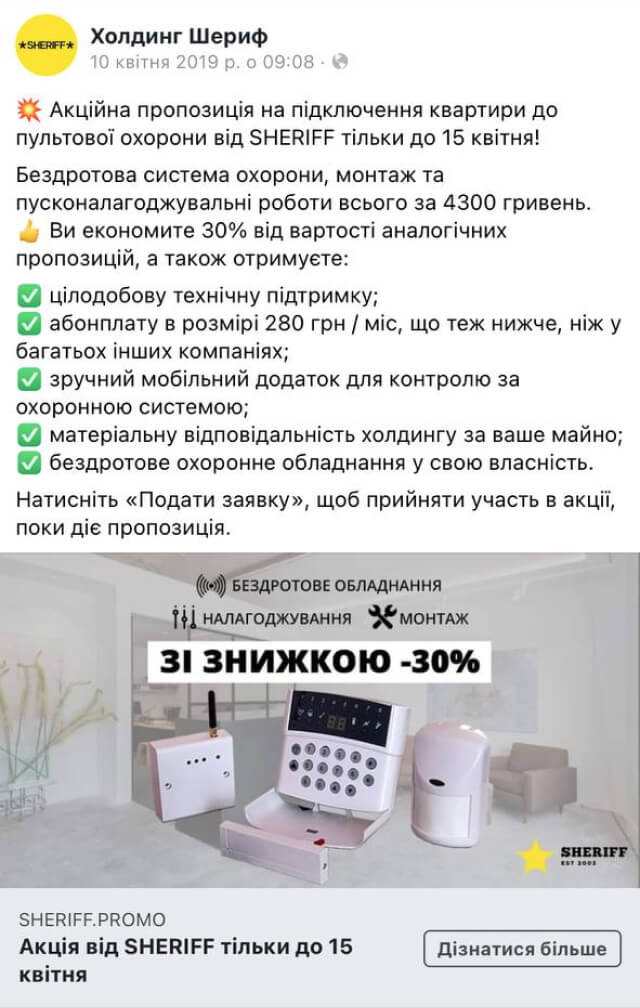 ★SHERIFF★
Холдинг Шериф
10 квітня 2019 р. о 09:08 ·
💥 Акційна пропозиція на підключення квартири до
пультової охорони від SHERIFF тільки до 15 квітня!
Бездротова система охорони, монтаж та
пусконалагоджувальні роботи всього за 4300 гривень.
👍 Ви економите 30% від вартості аналогічних
пропозицій, а також отримуєте:
✅ цілодобову технічну підтримку;
✅ абонплату в розмірі 280 грн / міс, що теж нижче, ніж у
багатьох інших компаніях;
✅ зручний мобільний додаток для контролю за
охоронною системою;
✅ матеріальну відповідальність холдингу за ваше майно;
✅ бездротове охоронне обладнання у свою власність.
Натисніть «Подати заявку», щоб прийняти участь в акції,
поки діє пропозиція.
БЕЗДРОТОВЕ ОБЛАДНАННЯ
НАЛАГОДЖУВАННЯ МОНТАЖ
ЗІ ЗНИЖКОЮ -30%
SHERIFF
EST 2003
SHERIFF.PROMO
Акція від SHERIFF тільки до 15
квітня
Дізнатися більше